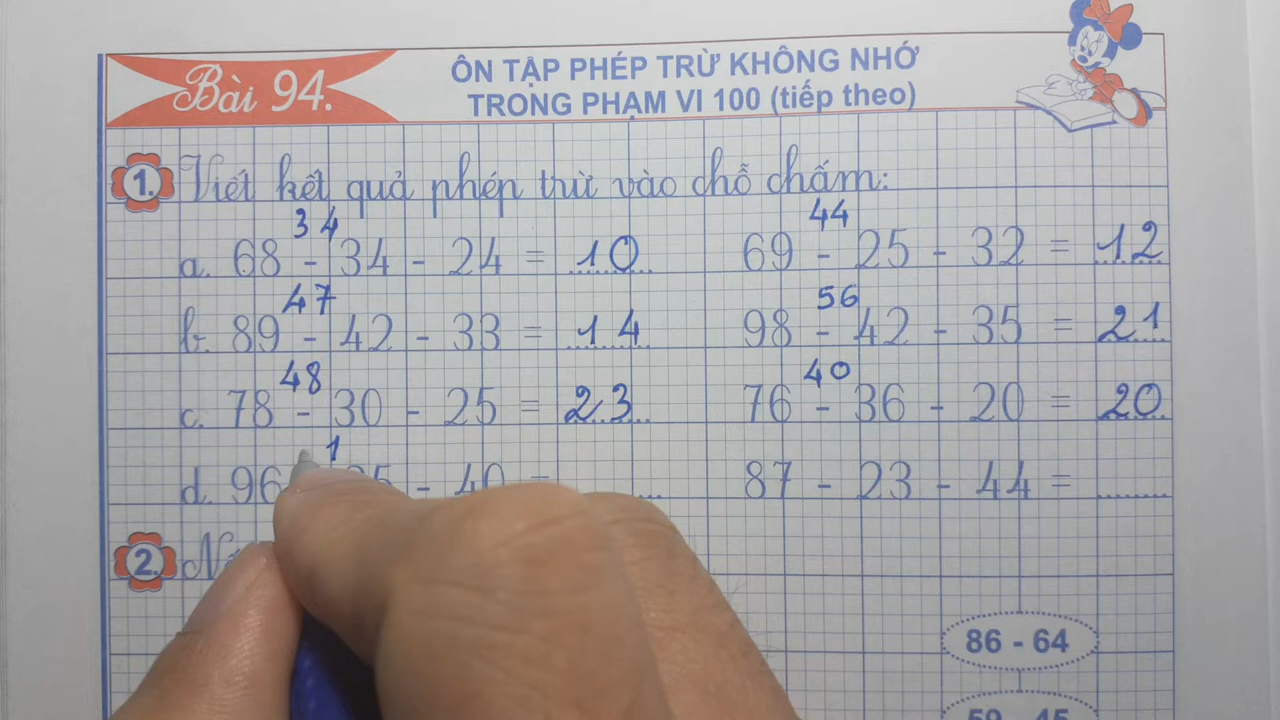 Bài 94.
ÔN TẬP PHÉP TRỪ KHÔNG NHỚ
TRONG PHẠM VI 100 (tiếp theo)
1. Viết kết quả phép trừ vào chỗ chấm:
34 44
a. 68 - 34 - 24 = 10 69 - 25 - 32 = 12
47 56
b. 89 - 42 - 33 = 14 98 - 42 - 35 = 21
48 40
c. 78 - 30 - 25 = 23 76 - 36 - 20 = 20
1
d. 96 - 40 = 87 - 23 - 44 = ........
2.
86 - 64
59 - 45